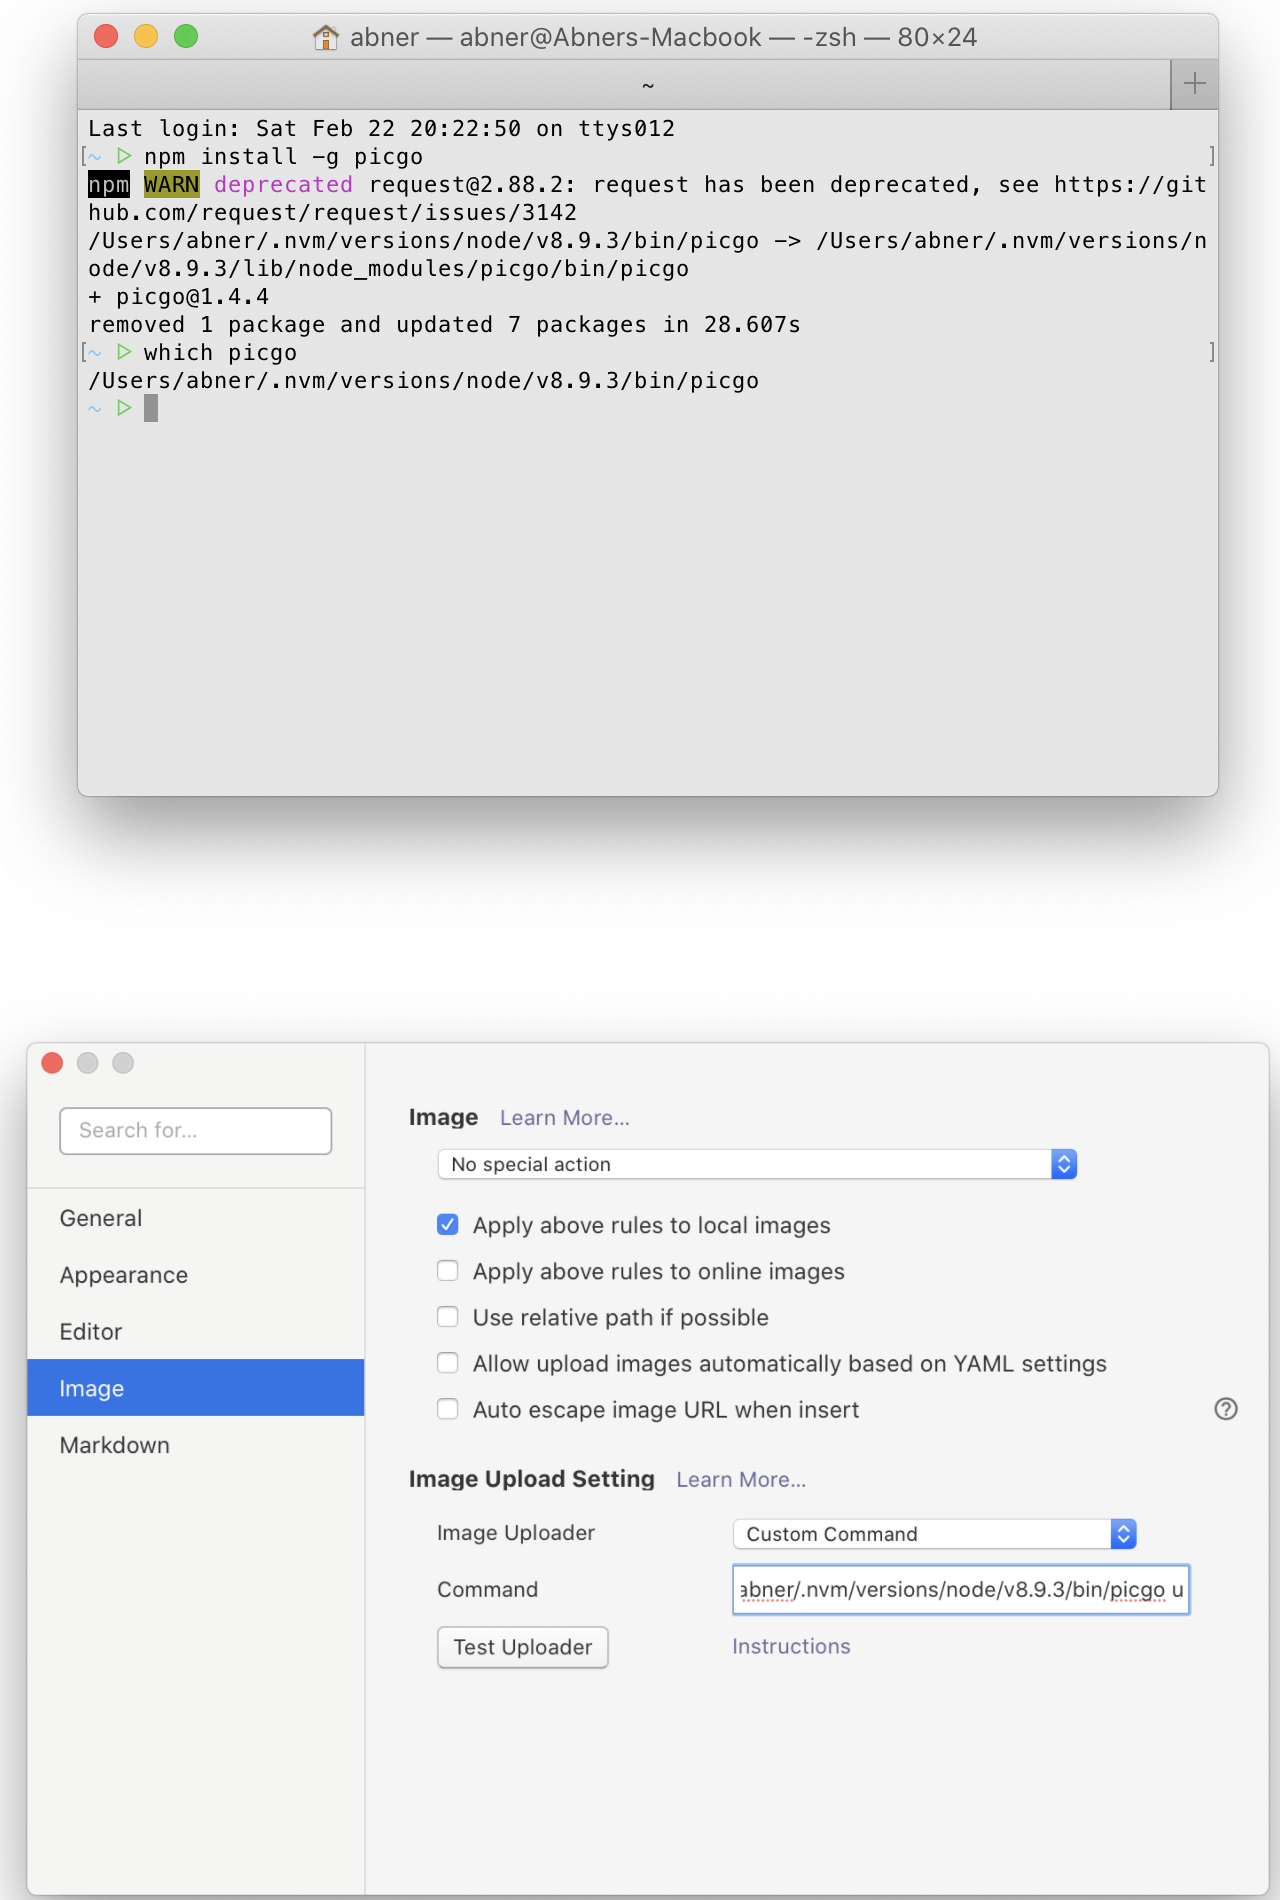 abner — abner@Abners-Macbook — -zsh — 80×24
~
Last login: Sat Feb 22 20:22:50 on ttys012
[~ ▷ npm install -g picgo ]
npm WARN deprecated request@2.88.2: request has been deprecated, see https://git
hub.com/request/request/issues/3142
/Users/abner/.nvm/versions/node/v8.9.3/bin/picgo -> /Users/abner/.nvm/versions/n
ode/v8.9.3/lib/node_modules/picgo/bin/picgo
+ picgo@1.4.4
removed 1 package and updated 7 packages in 28.607s
[~ ▷ which picgo ]
/Users/abner/.nvm/versions/node/v8.9.3/bin/picgo
~ ▷
Search for...
General
Appearance
Editor
Image
Markdown
Image Learn More...
No special action
Apply above rules to local images
Apply above rules to online images
Use relative path if possible
Allow upload images automatically based on YAML settings
Auto escape image URL when insert
Image Upload Setting Learn More...
Image Uploader Custom Command
Command abner/.nvm/versions/node/v8.9.3/bin/picgo u
Test Uploader Instructions